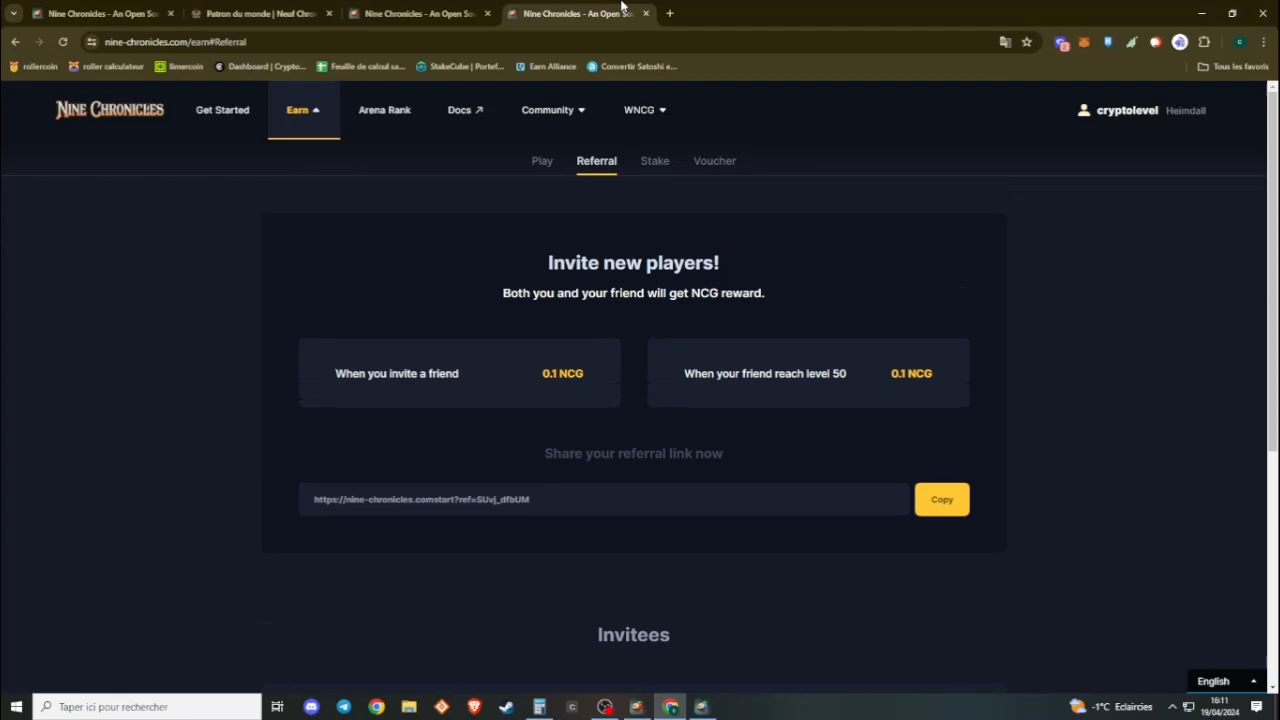 Nine Chronicles - An Open So
Patron du monde | Neuf Chro
Nine Chronicles - An Open So
Nine Chronicles - An Open So
nine-chronicles.com/earn#Referral
rollercoin
roller calculateur
limercoin
Dashboard | Crypto...
Feuille de calcul sa...
StakeCube | Portef...
Earn Alliance
Convertir Satoshi e...
Tous les favoris
NINE CHRONICLES
Get Started
Earn
Arena Rank
Docs
Community
WNCG
cryptolevel Heimdall
Play
Referral
Stake
Voucher
Invite new players!
Both you and your friend will get NCG reward.
When you invite a friend 0.1 NCG
When your friend reach level 50 0.1 NCG
Share your referral link now
https://nine-chronicles.comstart?ref=SUvj_dfbUM
Copy
Invitees
English
Taper ici pour rechercher
-1°C Eclaircies
16:11
19/04/2024